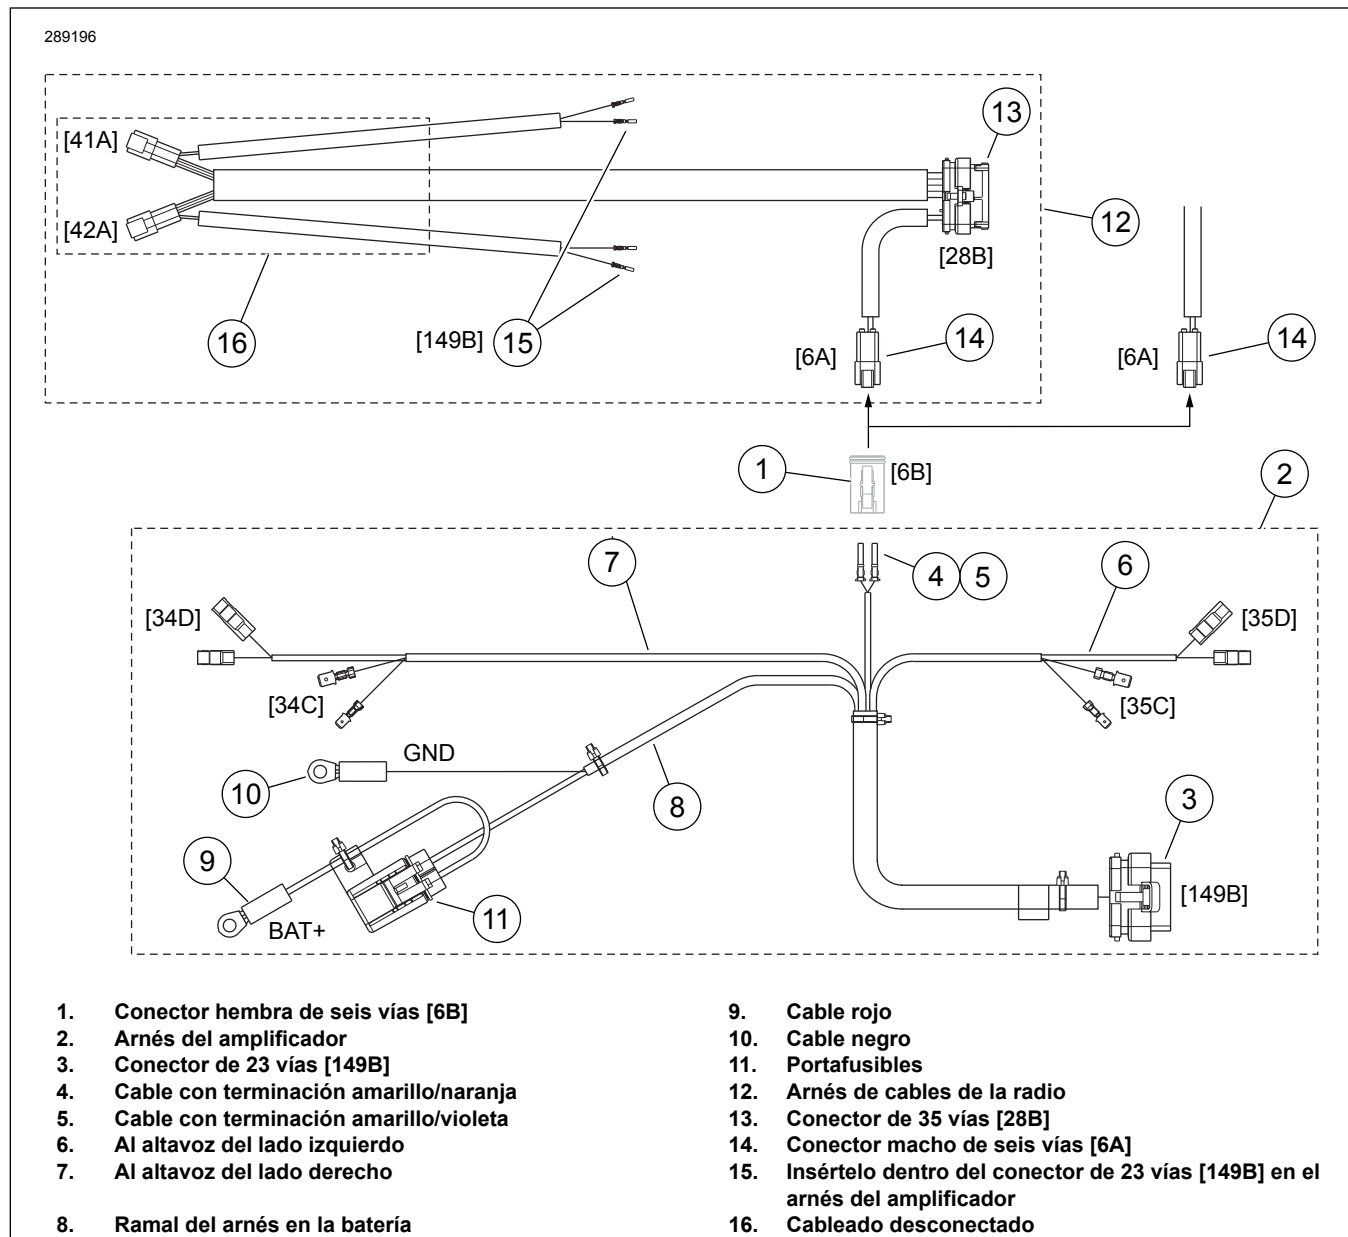 289196
[41A]
[42A]
13
12
[28B]
16
[149B]
15
[6A]
14
[6A]
14
1
[6B]
2
7
4
5
6
[34D]
[35D]
[34C]
[35C]
GND
10
8
3
9
BAT+
11
[149B]
1. Conector hembra de seis vías [6B]
2. Arnés del amplificador
3. Conector de 23 vías [149B]
4. Cable con terminación amarillo/naranja
5. Cable con terminación amarillo/violeta
6. Al altavoz del lado izquierdo
7. Al altavoz del lado derecho
8. Ramal del arnés en la batería
9. Cable rojo
10. Cable negro
11. Portafusibles
12. Arnés de cables de la radio
13. Conector de 35 vías [28B]
14. Conector macho de seis vías [6A]
15. Insértelo dentro del conector de 23 vías [149B] en el
arnés del amplificador
16. Cableado desconectado